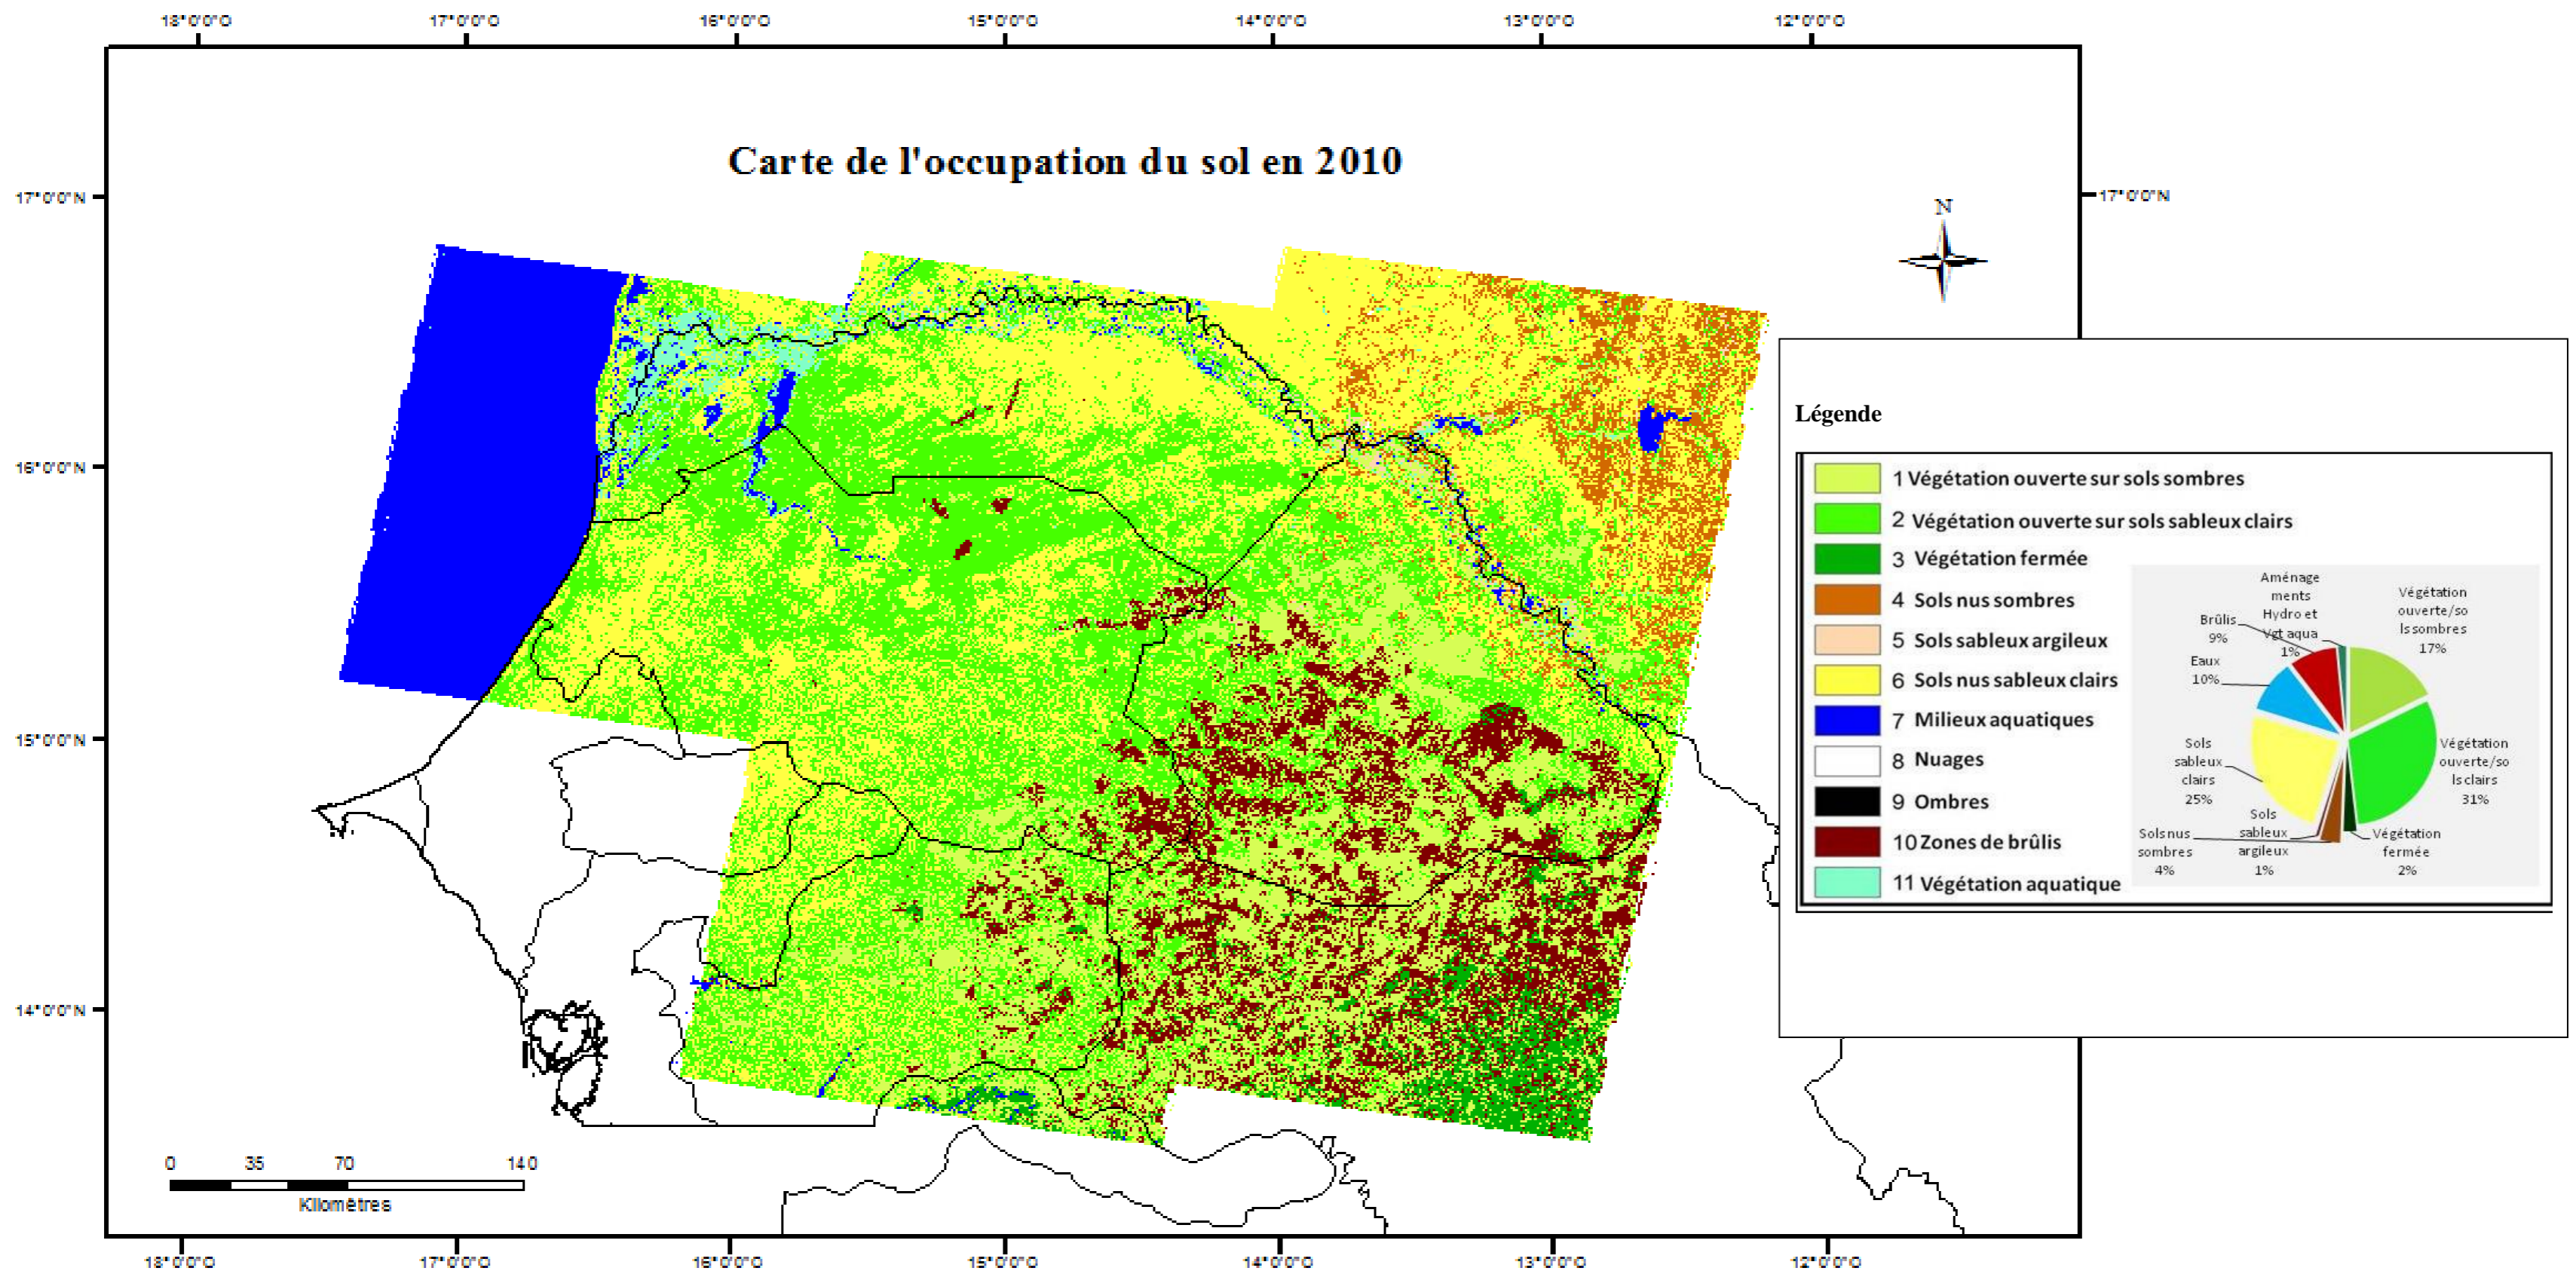 18°0'0"O 17°0'0"O 16°0'0"O 15°0'0"O 14°0'0"O 13°0'0"O 12°0'0"O
Carte de l'occupation du sol en 2010
17°0'0"N
17°0'0"N
N
16°0'0"N
15°0'0"N
14°0'0"N
Légende
1 Végétation ouverte sur sols sombres
2 Végétation ouverte sur sols sableux clairs
3 Végétation fermée
4 Sols nus sombres
5 Sols sableux argileux
6 Sols nus sableux clairs
7 Milieux aquatiques
8 Nuages
9 Ombres
10 Zones de brûlis
11 Végétation aquatique
Aménage
ments
Hydro et
Vgt aqua
1%
Végétation
ouverte/so
ls sombres
17%
Brûlis
9%
Eaux
10%
Végétation
ouverte/so
ls clairs
31%
Sols
sableux
clairs
25%
Sols
sableux
argileux
1%
Sols nus
sombres
4%
Végétation
fermée
2%
0 35 70 140
Kilomètres
18°0'0"O 17°0'0"O 16°0'0"O 15°0'0"O 14°0'0"O 13°0'0"O 12°0'0"O